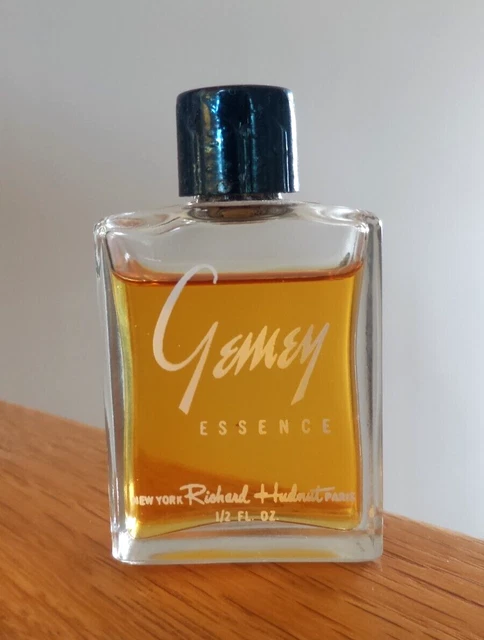 Gemey
ESSENCE
NEW YORK Richard Hudnut PARIS
1/2 FL. OZ.